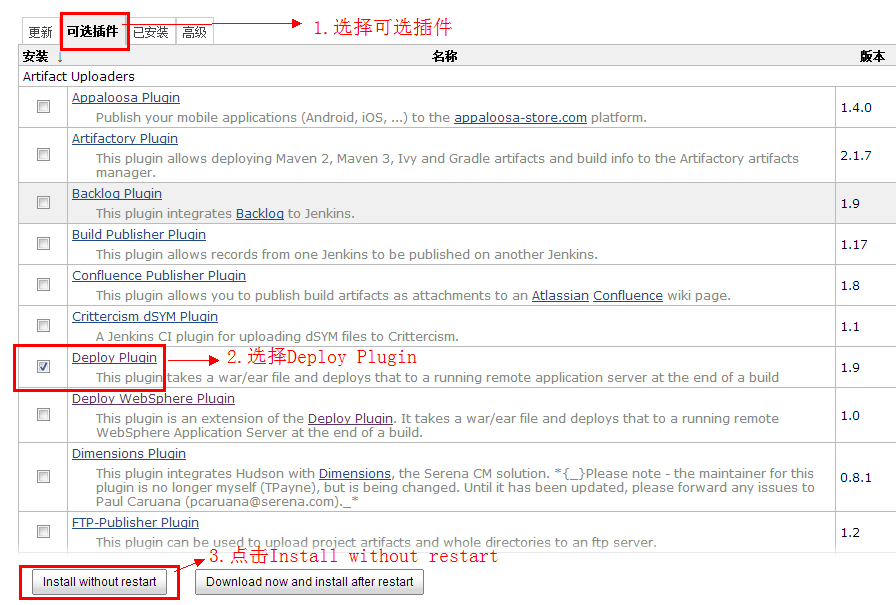 更新 可选插件 已安装 高级
1.选择可选插件
安装 ↓ 名称 版本
Artifact Uploaders
Appaloosa Plugin
Publish your mobile applications (Android, iOS, ...) to the appaloosa-store.com platform.
1.4.0
Artifactory Plugin
This plugin allows deploying Maven 2, Maven 3, Ivy and Gradle artifacts and build info to the Artifactory artifacts
manager.
2.1.7
Backlog Plugin
This plugin integrates Backlog to Jenkins.
1.9
Build Publisher Plugin
This plugin allows records from one Jenkins to be published on another Jenkins.
1.17
Confluence Publisher Plugin
This plugin allows you to publish build artifacts as attachments to an Atlassian Confluence wiki page.
1.8
Crittercism dSYM Plugin
A Jenkins CI plugin for uploading dSYM files to Crittercism.
1.1
Deploy Plugin
2.选择Deploy Plugin
This plugin takes a war/ear file and deploys that to a running remote application server at the end of a build
1.9
Deploy WebSphere Plugin
This plugin is an extension of the Deploy Plugin. It takes a war/ear file and deploys that to a running remote
WebSphere Application Server at the end of a build.
1.0
Dimensions Plugin
This plugin integrates Hudson with Dimensions, the Serena CM solution. *{_}Please note - the maintainer for this
plugin is no longer myself (TPayne), but is being changed. Until it has been updated, please forward any issues to
Paul Caruana (pcaruana@serena.com)._*
0.8.1
FTP-Publisher Plugin
This plugin can be used to upload project artifacts and whole directories to an ftp server.
1.2
3.点击Install without restart
Install without restart
Download now and install after restart